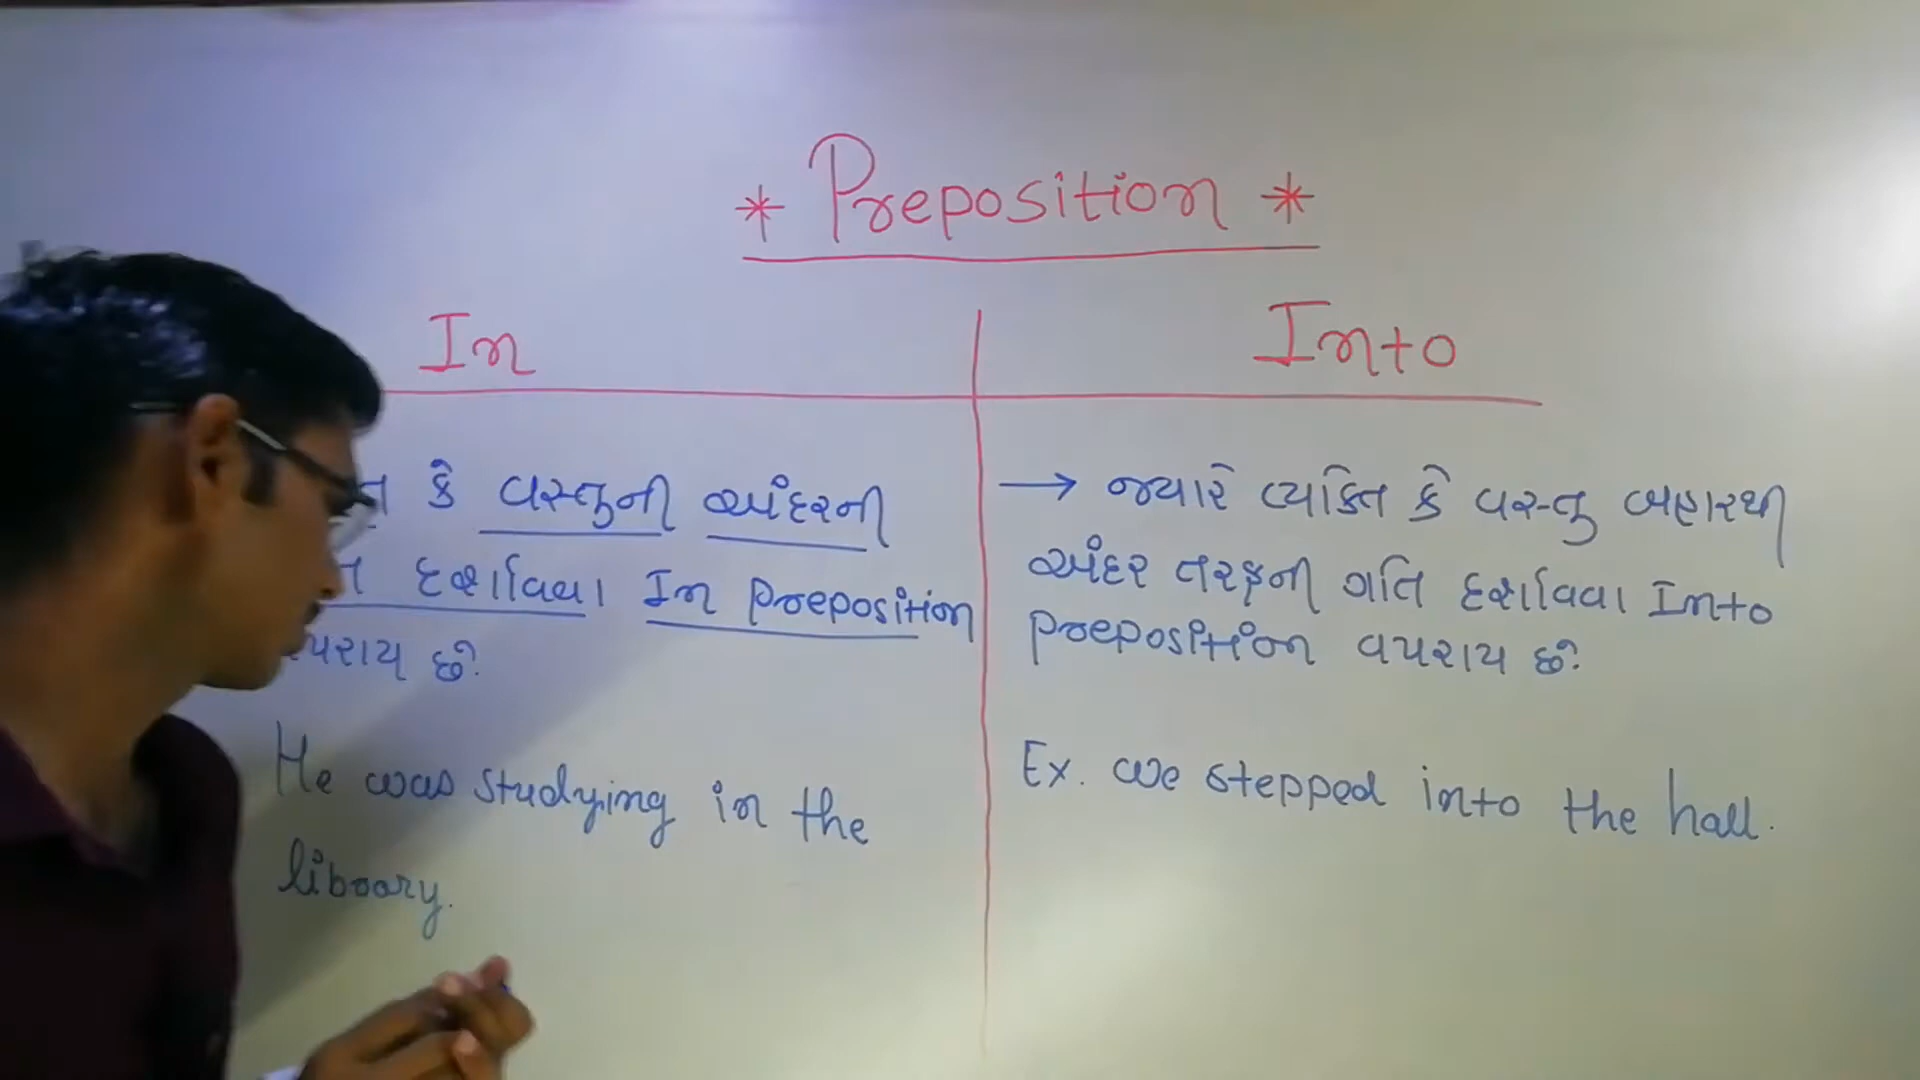 * Preposition *
In
Into
કે વસ્તુની અંદરની
દર્શાવવા In preposition
વપરાય છે.
He was studying in the
library.
→ જ્યારે વ્યક્તિ કે વસ્તુ બહારથી
અંદર તરફની ગતિ દર્શાવવા Into
preposition વપરાય છે.
Ex. we stepped into the hall.